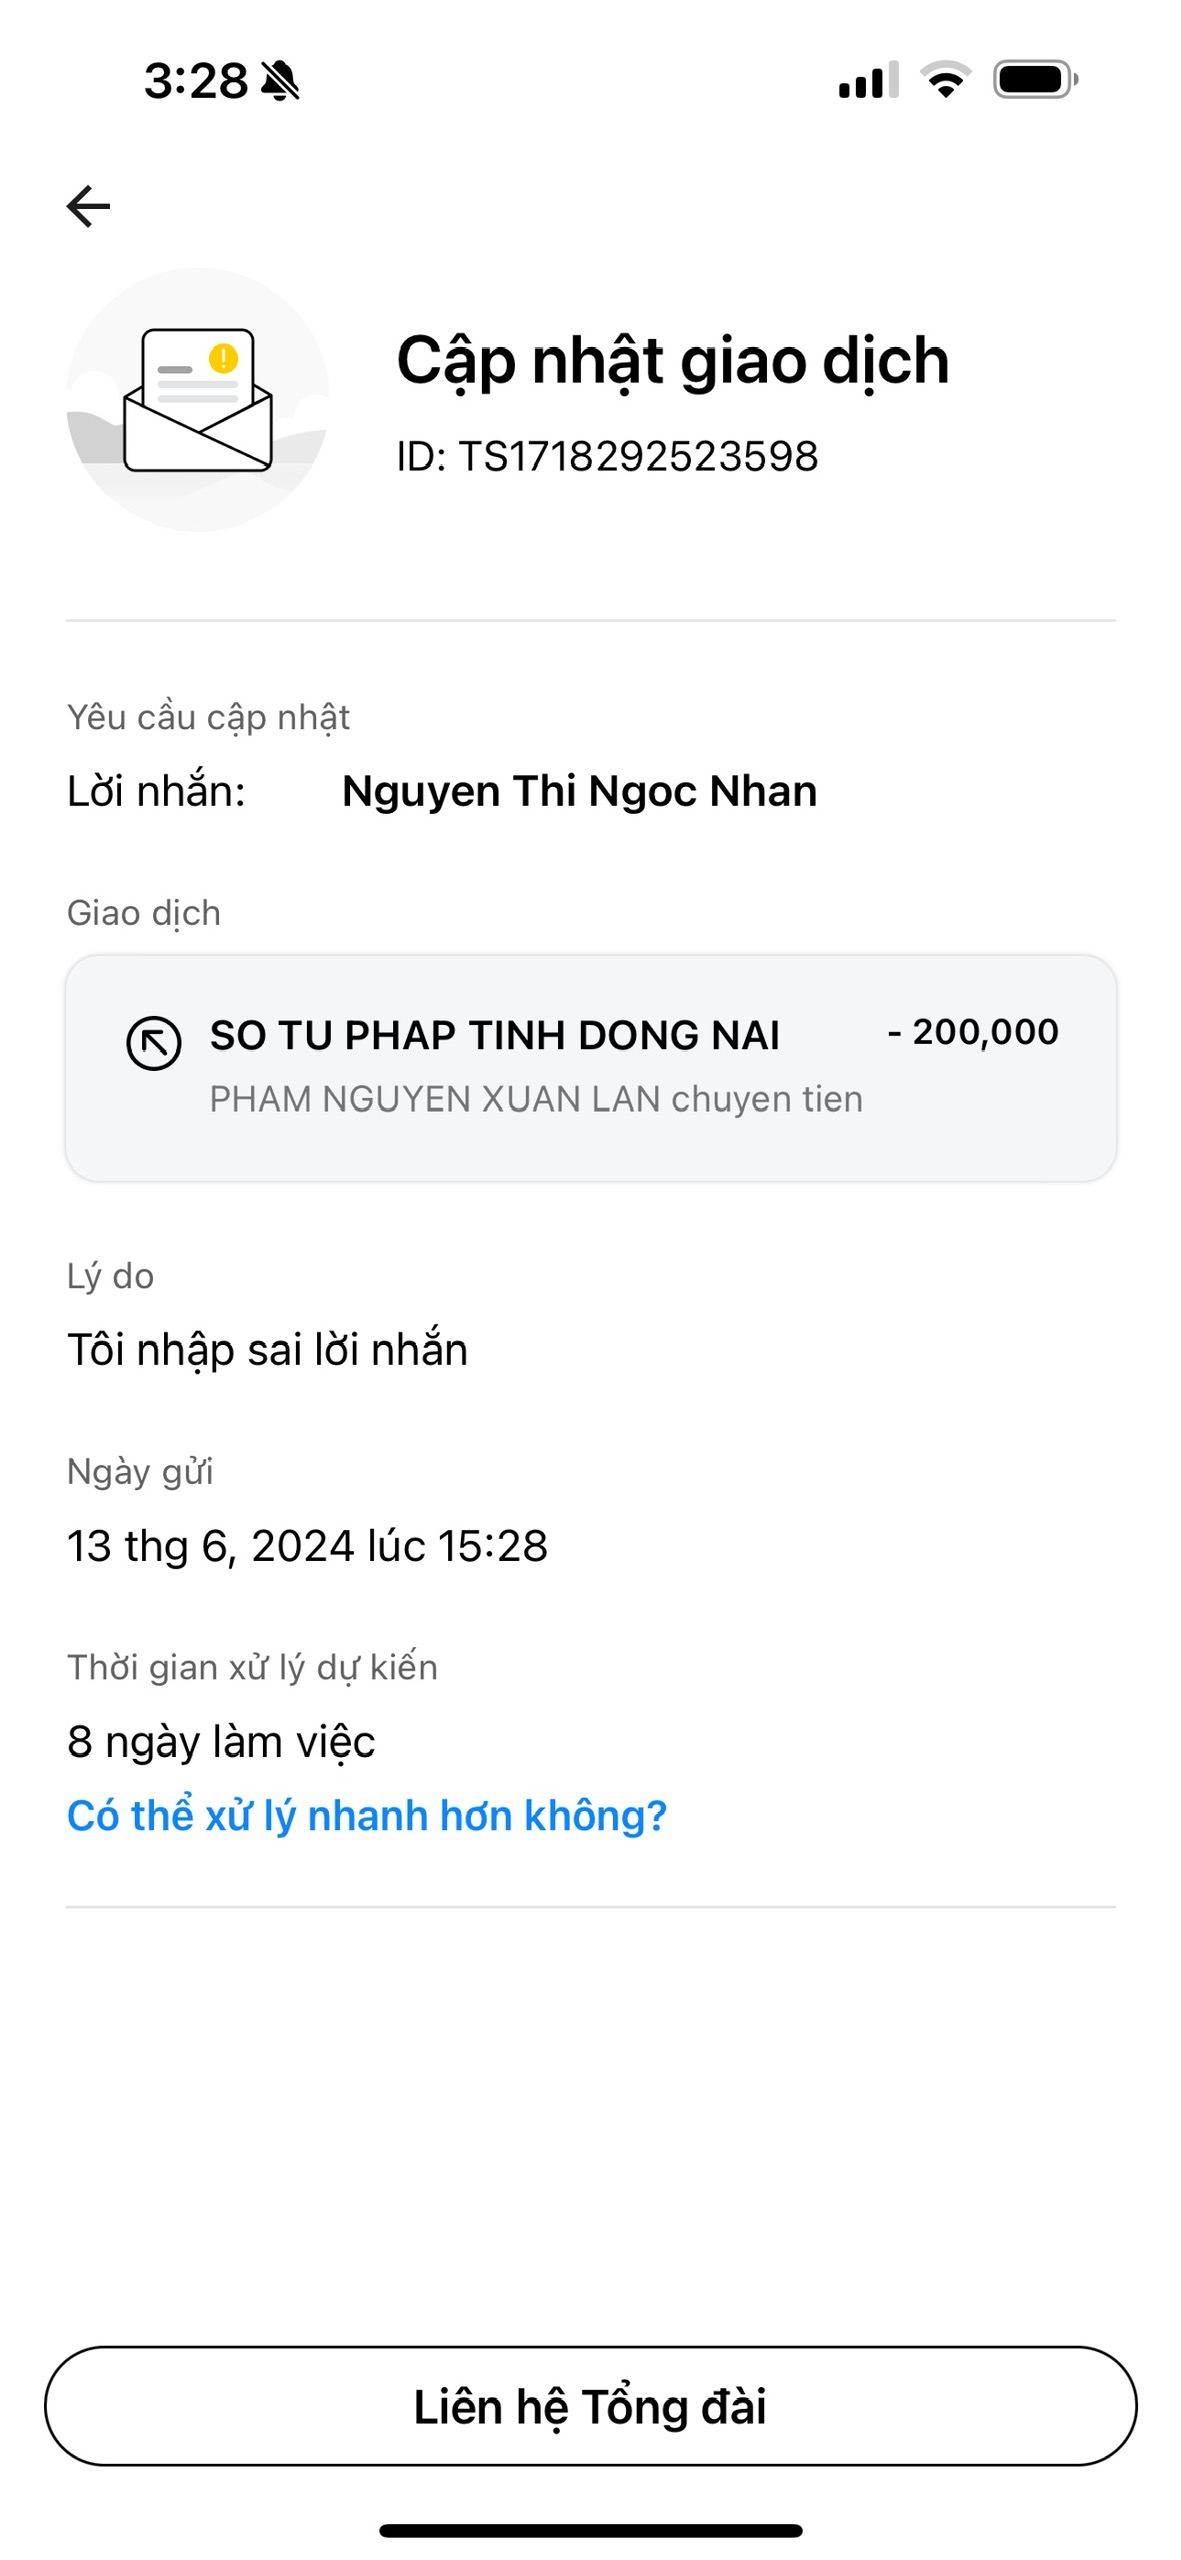 3:28
Cập nhật giao dịch
ID: TS1718292523598
Yêu cầu cập nhật
Lời nhắn: Nguyen Thi Ngoc Nhan
Giao dịch
SO TU PHAP TINH DONG NAI - 200,000
PHAM NGUYEN XUAN LAN chuyen tien
Lý do
Tôi nhập sai lời nhắn
Ngày gửi
13 thg 6, 2024 lúc 15:28
Thời gian xử lý dự kiến
8 ngày làm việc
Có thể xử lý nhanh hơn không?
Liên hệ Tổng đài